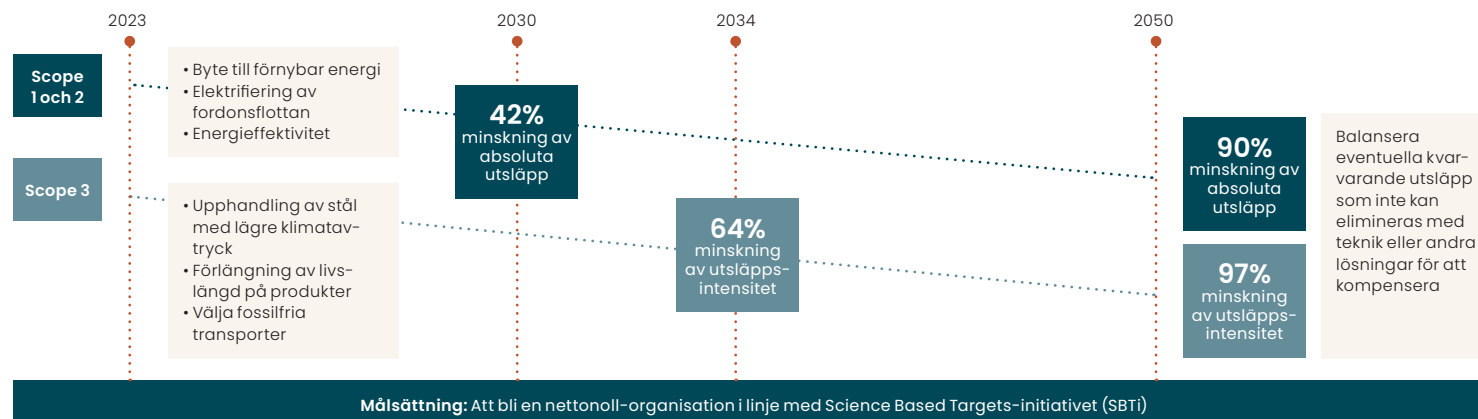 2023
2030
2034
2050
Scope
1 och 2
• Byte till förnybar energi
• Elektrifiering av
fordonsflottan
• Energieffektivitet
42%
minskning av
absoluta
utsläpp
90%
minskning av
absoluta
utsläpp
Scope 3
• Upphandling av stål
med lägre klimatav-
tryck
• Förlängning av livs-
längd på produkter
• Välja fossilfria
transporter
64%
minskning
av utsläpps-
intensitet
97%
minskning
av utsläpps-
intensitet
Balansera
eventuella kvar-
varande utsläpp
som inte kan
elimineras med
teknik eller andra
lösningar för att
kompensera
Målsättning: Att bli en nettonoll-organisation i linje med Science Based Targets-initiativet (SBTi)